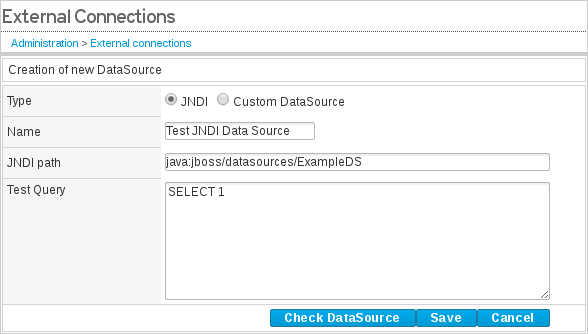 External Connections
Administration > External connections
Creation of new DataSource
Type JNDI Custom DataSource
Name Test JNDI Data Source
JNDI path java:jboss/datasources/ExampleDS
Test Query SELECT 1
Check DataSource Save Cancel